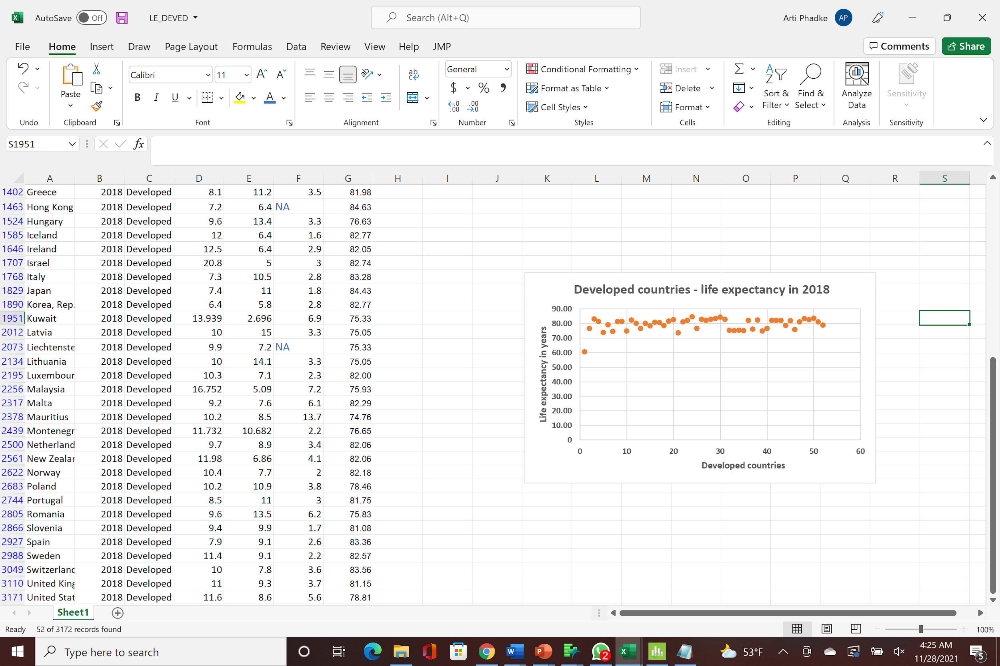 AutoSave Off LE_DEVED Search (Alt+Q) Arti Phadke AP
File Home Insert Draw Page Layout Formulas Data Review View Help JMP Comments Share
Paste
Calibri 11
B I U
ab
General
$ % ,
Conditional Formatting
Format as Table
Cell Styles
Insert
Delete
Format
Sort & Filter
Find & Select
Analyze Data
Sensitivity
Undo Clipboard Font Alignment Number Styles Cells Editing Analysis Sensitivity
S1951 fx
A B C D E F G H I J K L M N O P Q R S
1402 Greece 2018 Developed 8.1 11.2 3.5 81.98
1463 Hong Kong 2018 Developed 7.2 6.4 NA 84.63
1524 Hungary 2018 Developed 9.6 13.4 3.3 76.63
1585 Iceland 2018 Developed 12 6.4 1.6 82.77
1646 Ireland 2018 Developed 12.5 6.4 2.9 82.05
1707 Israel 2018 Developed 20.8 5 3 82.74
1768 Italy 2018 Developed 7.3 10.5 2.8 83.28
1829 Japan 2018 Developed 7.4 11 1.8 84.43
1890 Korea, Rep. 2018 Developed 6.4 5.8 2.8 82.77
1951 Kuwait 2018 Developed 13.939 2.696 6.9 75.33
2012 Latvia 2018 Developed 10 15 3.3 75.05
2073 Liechtenste 2018 Developed 9.9 7.2 NA 75.33
2134 Lithuania 2018 Developed 10 14.1 3.3 75.05
2195 Luxembour 2018 Developed 10.3 7.1 2.3 82.00
2256 Malaysia 2018 Developed 16.752 5.09 7.2 75.93
2317 Malta 2018 Developed 9.2 7.6 6.1 82.29
2378 Mauritius 2018 Developed 10.2 8.5 13.7 74.76
2439 Montenegr 2018 Developed 11.732 10.682 2.2 76.65
2500 Netherland 2018 Developed 9.7 8.9 3.4 82.06
2561 New Zealar 2018 Developed 11.98 6.86 4.1 82.06
2622 Norway 2018 Developed 10.4 7.7 2 82.18
2683 Poland 2018 Developed 10.2 10.9 3.8 78.46
2744 Portugal 2018 Developed 8.5 11 3 81.75
2805 Romania 2018 Developed 9.6 13.5 6.2 75.83
2866 Slovenia 2018 Developed 9.4 9.9 1.7 81.08
2927 Spain 2018 Developed 7.9 9.1 2.6 83.36
2988 Sweden 2018 Developed 11.4 9.1 2.2 82.57
3049 Switzerland 2018 Developed 10 7.8 3.6 83.56
3110 United King 2018 Developed 11 9.3 3.7 81.15
3171 United Stat 2018 Developed 11.6 8.6 5.6 78.81
Developed countries - life expectancy in 2018
Life expectancy in years
90.00
80.00
70.00
60.00
50.00
40.00
30.00
20.00
10.00
0
0 10 20 30 40 50 60
Developed countries
Sheet1
Ready 52 of 3172 records found 100%
Type here to search 2 53°F 4:25 AM
11/28/2021 5